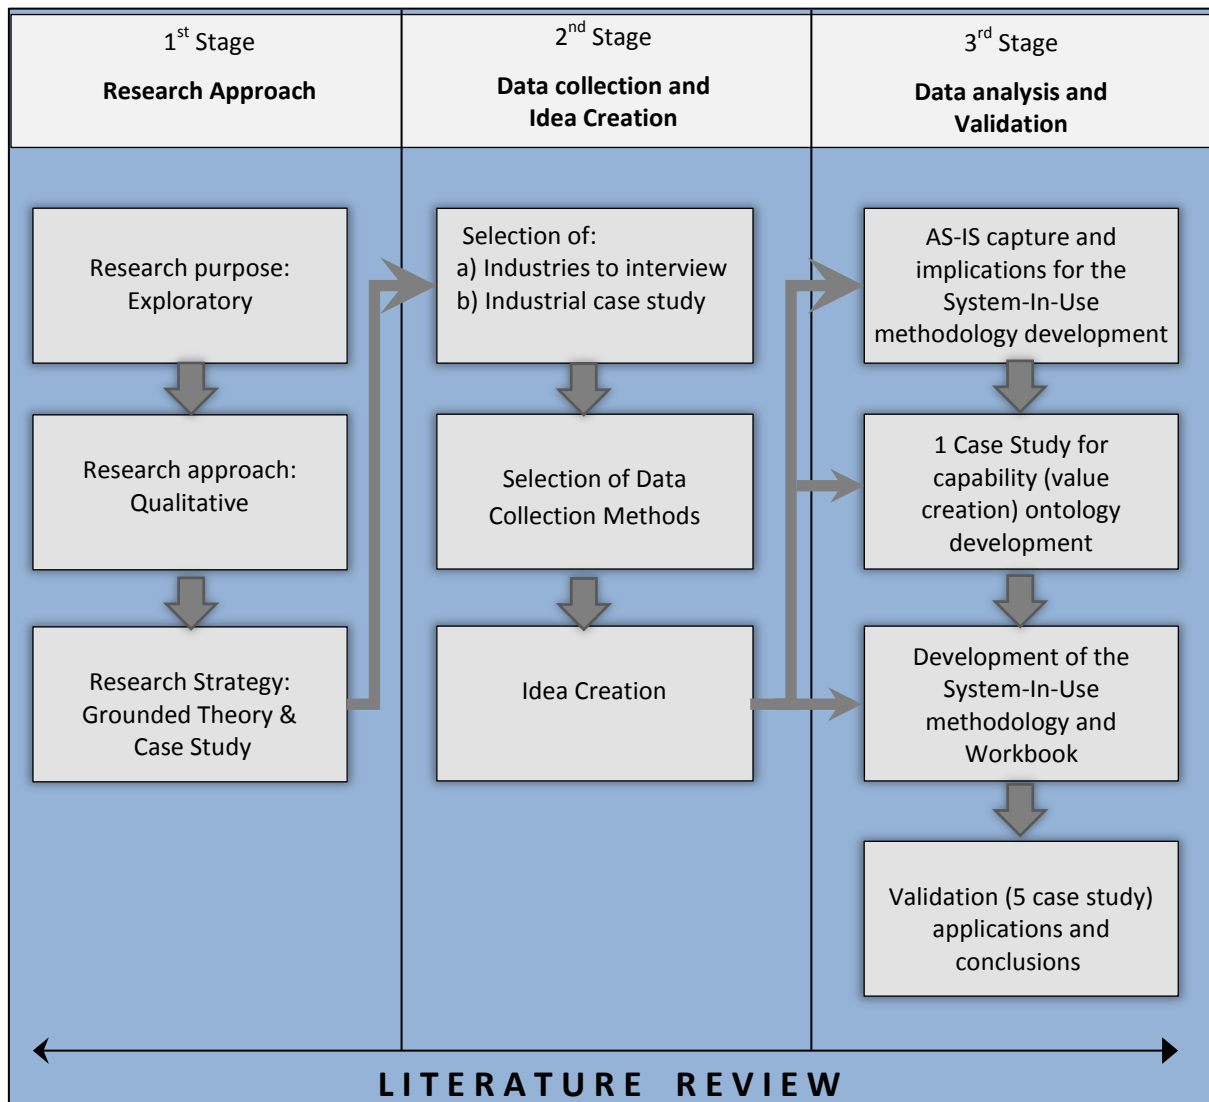 1st Stage
Research Approach
2nd Stage
Data collection and
Idea Creation
3rd Stage
Data analysis and
Validation
Research purpose:
Exploratory
Research approach:
Qualitative
Research Strategy:
Grounded Theory &
Case Study
Selection of:
a) Industries to interview
b) Industrial case study
Selection of Data
Collection Methods
Idea Creation
AS-IS capture and
implications for the
System-In-Use
methodology development
1 Case Study for
capability (value
creation) ontology
development
Development of the
System-In-Use
methodology and
Workbook
Validation (5 case study)
applications and
conclusions
LITERATURE REVIEW